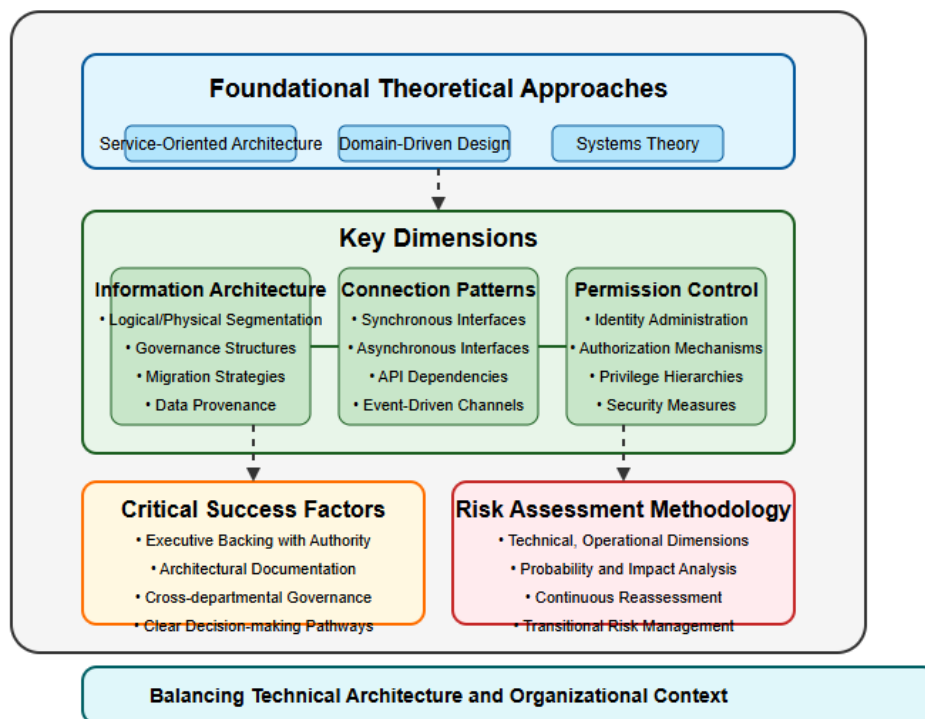 Foundational Theoretical Approaches
Service-Oriented Architecture
Domain-Driven Design
Systems Theory
Key Dimensions
Information Architecture
• Logical/Physical Segmentation
• Governance Structures
• Migration Strategies
• Data Provenance
Connection Patterns
• Synchronous Interfaces
• Asynchronous Interfaces
• API Dependencies
• Event-Driven Channels
Permission Control
• Identity Administration
• Authorization Mechanisms
• Privilege Hierarchies
• Security Measures
Critical Success Factors
• Executive Backing with Authority
• Architectural Documentation
• Cross-departmental Governance
• Clear Decision-making Pathways
Risk Assessment Methodology
• Technical, Operational Dimensions
• Probability and Impact Analysis
• Continuous Reassessment
• Transitional Risk Management
Balancing Technical Architecture and Organizational Context